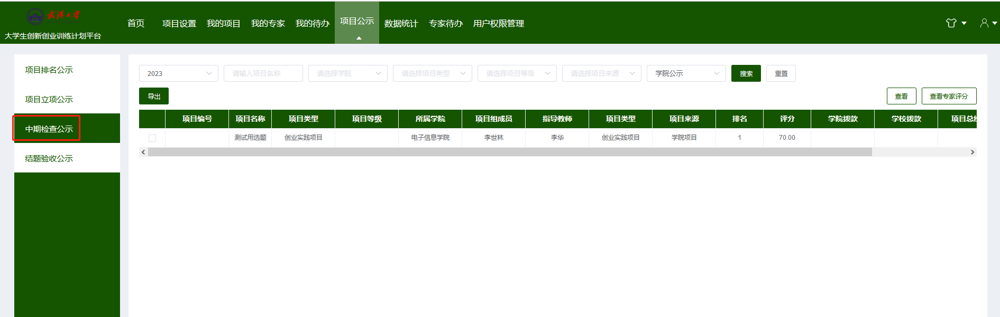 武汉大学
大学生创新创业训练计划平台
首页 项目设置 我的项目 我的专家 我的待办 项目公示 数据统计 专家待办 用户权限管理
项目排名公示
项目立项公示
中期检查公示
结题验收公示
2023 请输入项目名称 请选择学院 请选择项目类型 请选择项目等级 请选择项目来源 学院公示 搜索 重置
导出 查看 查看专家评分
项目编号 项目名称 项目类型 项目等级 所属学院 项目组成员 指导教师 项目类型 项目来源 排名 评分 学院拨款 学校拨款 项目总
测试用选题 创业实践项目 电子信息学院 李世林 李华 创业实践项目 学院项目 1 70.00